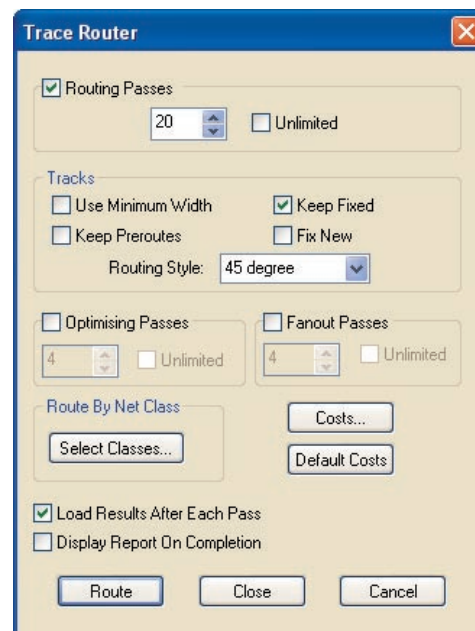 Trace Router
Routing Passes
20 Unlimited
Tracks
Use Minimum Width Keep Fixed
Keep Preroutes Fix New
Routing Style: 45 degree
Optimising Passes Fanout Passes
4 Unlimited 4 Unlimited
Route By Net Class Costs...
Select Classes... Default Costs
Load Results After Each Pass
Display Report On Completion
Route Close Cancel